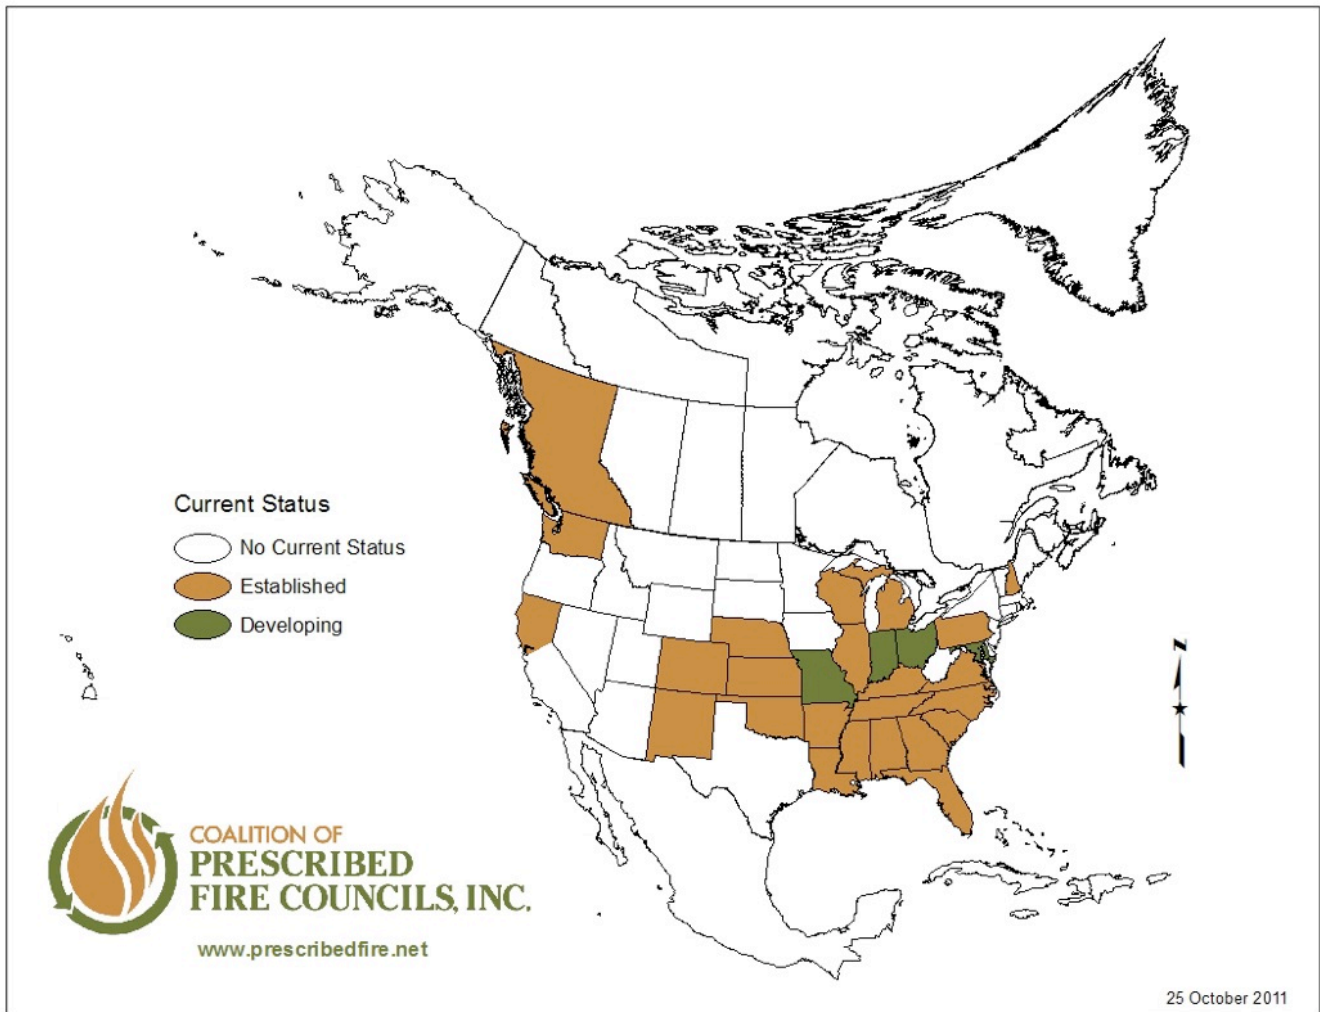 Current Status
No Current Status
Established
Developing
N
COALITION OF
PRESCRIBED
FIRE COUNCILS, INC.
www.prescribedfire.net
25 October 2011